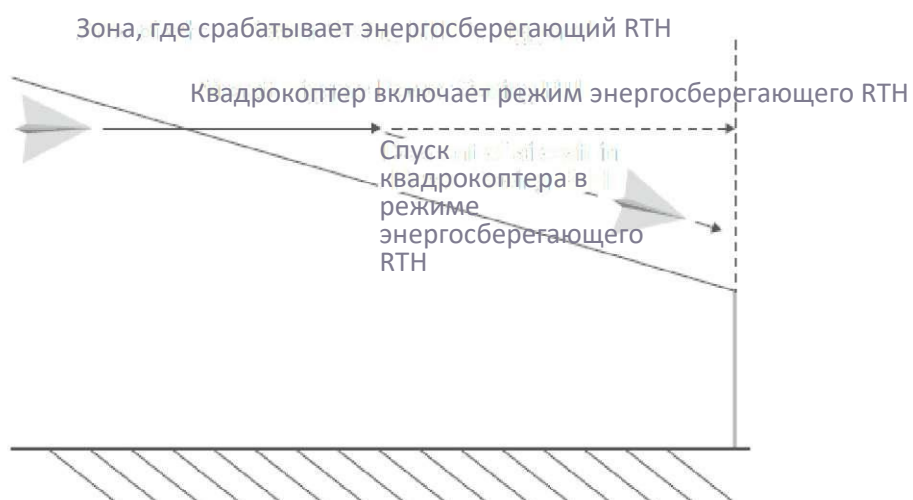 Зона, где срабатывает энергосберегающий RTH
Квадрокоптер включает режим энергосберегающего RTH
Спуск
квадрокоптера в
режиме
энергосберегающего
RTH